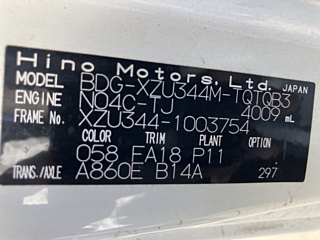 Hino Motors, Ltd. JAPAN
MODEL BDG-XZU344M-TQTQB3
ENGINE N04C-TJ 4009 mL
FRAME No. XZU344-1003754
COLOR TRIM PLANT OPTION
058 FA18 P11
TRANS./AXLE A860E B14A 297